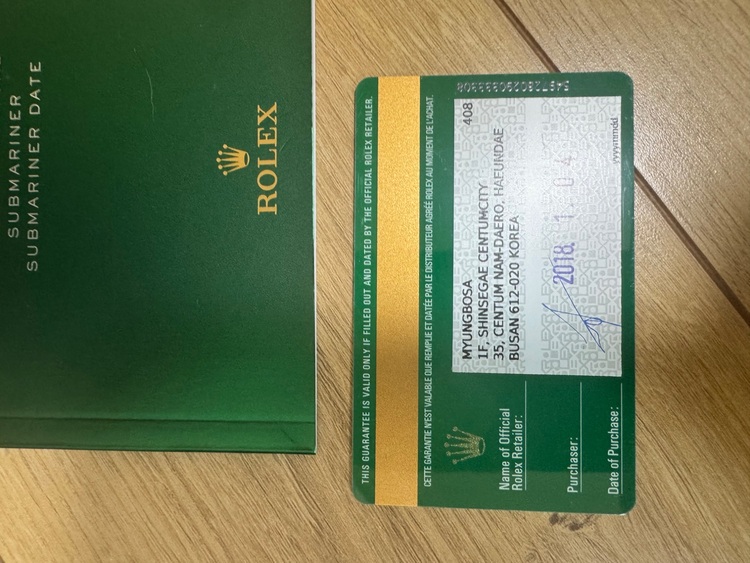 SUBMARINER
SUBMARINER DATE
ROLEX
THIS GUARANTEE IS VALID ONLY IF FILLED OUT AND DATED BY THE OFFICIAL ROLEX RETAILER.
CETTE GARANTIE N'EST VALABLE QUE REMPLIE ET DATÉE PAR LE DISTRIBUTEUR AGRÉÉ ROLEX AU MOMENT DE L'ACHAT.
Name of Official
Rolex Retailer:
MYUNGBOSA 408
1F, SHINSEGAE CENTUMCITY
35, CENTUM NAM-DAERO, HAEUNDAE
BUSAN 612-020 KOREA
Purchaser:
Date of Purchase:
2018. 1 04
yyyymmdd